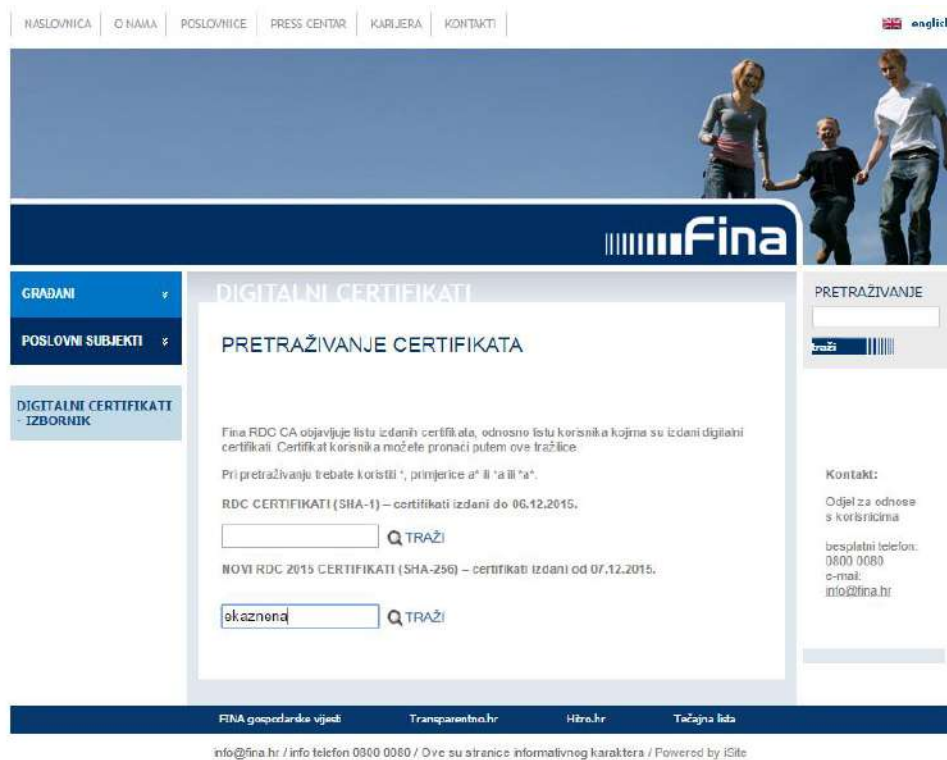 NASLOVNICA
O NAMA
POSLOVNICE
PRESS CENTAR
KARIJERA
KONTAKTI
english
Fina
GRAĐANI
POSLOVNI SUBJEKTI
DIGITALNI CERTIFIKATI
- IZBORNIK
DIGITALNI CERTIFIKATI
PRETRAŽIVANJE CERTIFIKATA
Fina RDC CA objavljuje listu izdanih certifikata, odnosno listu korisnika kojima su izdani digitalni
certifikati. Certifikat korisnika možete pronaći putem ove tražilice.
Pri pretraživanju trebate koristiti *, primjerice a* ili *a ili *a*.
RDC CERTIFIKATI (SHA-1) – certifikati izdani do 06.12.2015.
TRAŽI
NOVI RDC 2015 CERTIFIKATI (SHA-256) – certifikati izdani od 07.12.2015.
ekaznena
TRAŽI
PRETRAŽIVANJE
traži
Kontakt:
Odjel za odnose
s korisnicima
besplatni telefon:
0800 0080
e-mail:
info@fina.hr
FINA gospodarske vijesti
Transparentno.hr
Hitro.hr
Tečajna lista
info@fina.hr / info telefon 0800 0080 / Ove su stranice informativnog karaktera / Powered by iSite